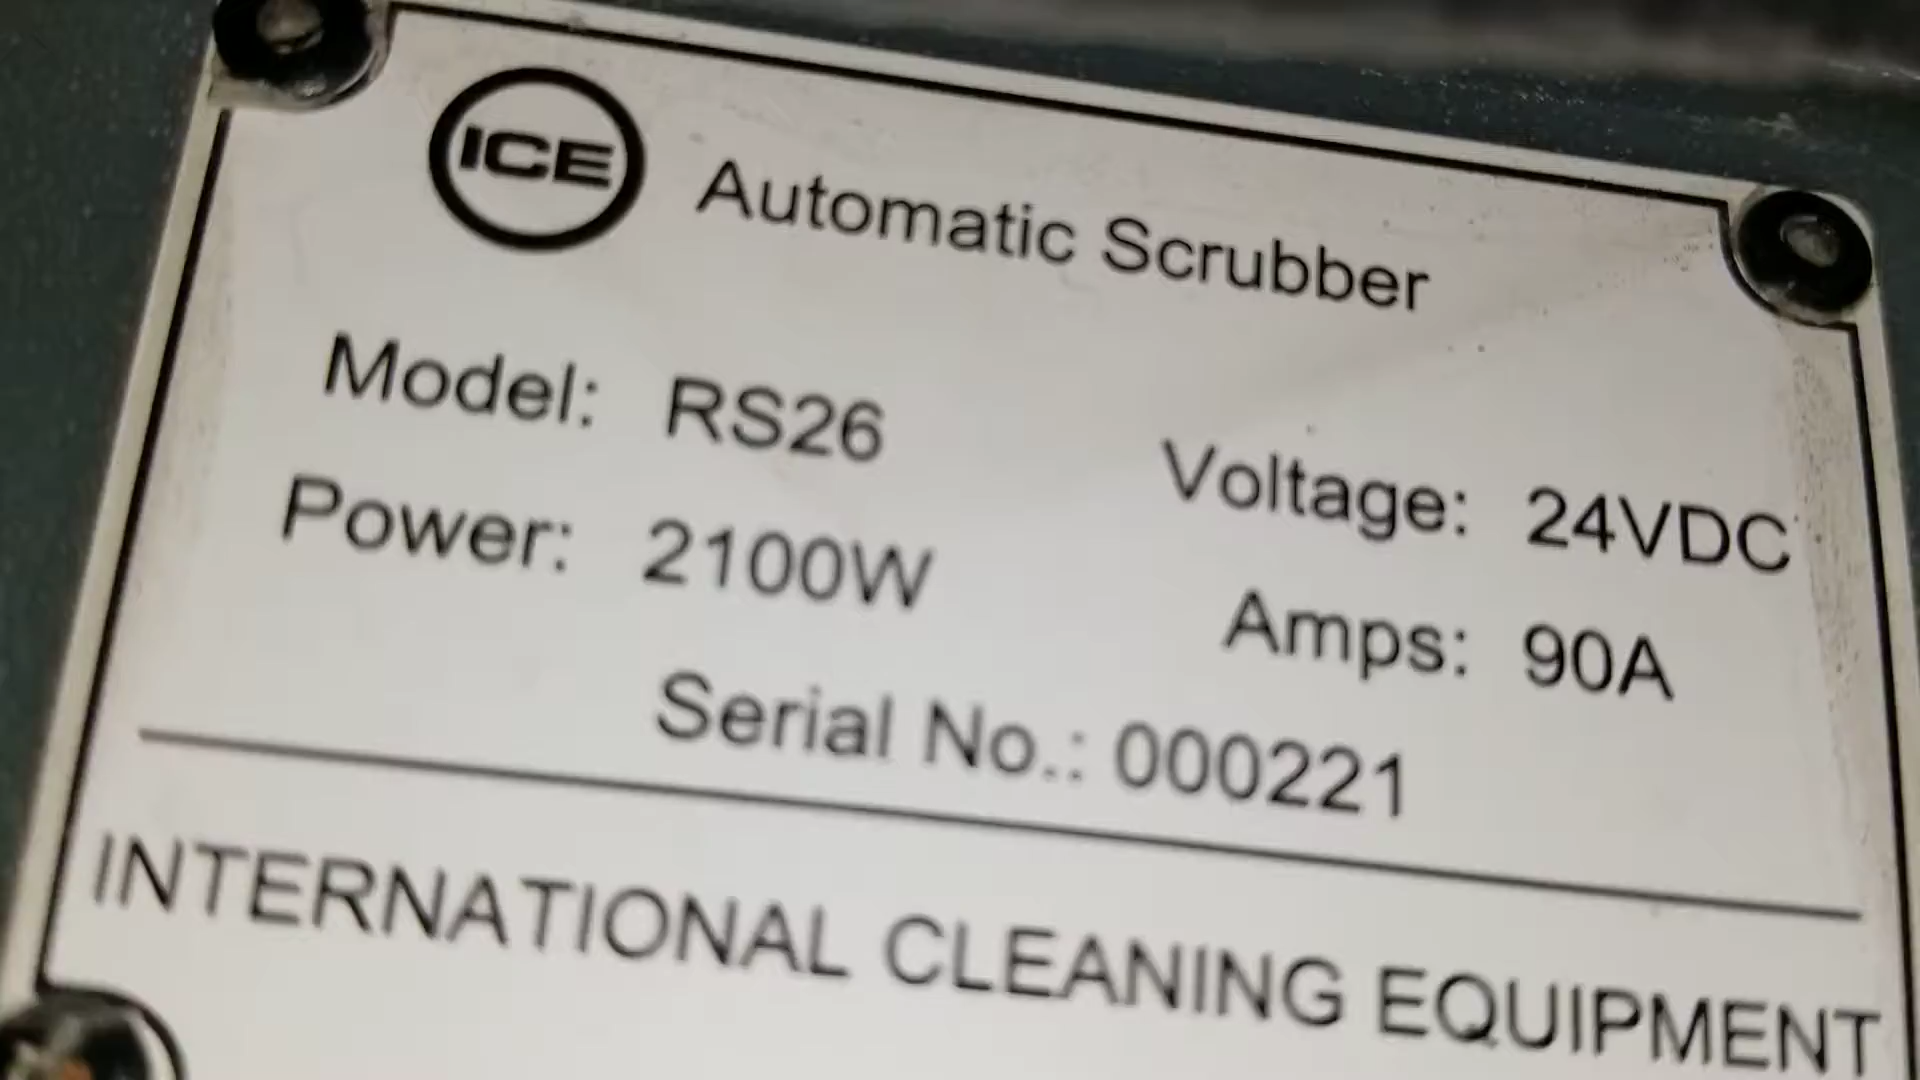 ICE Automatic Scrubber
Model: RS26
Voltage: 24VDC
Power: 2100W
Amps: 90A
Serial No.: 000221
INTERNATIONAL CLEANING EQUIPMENT